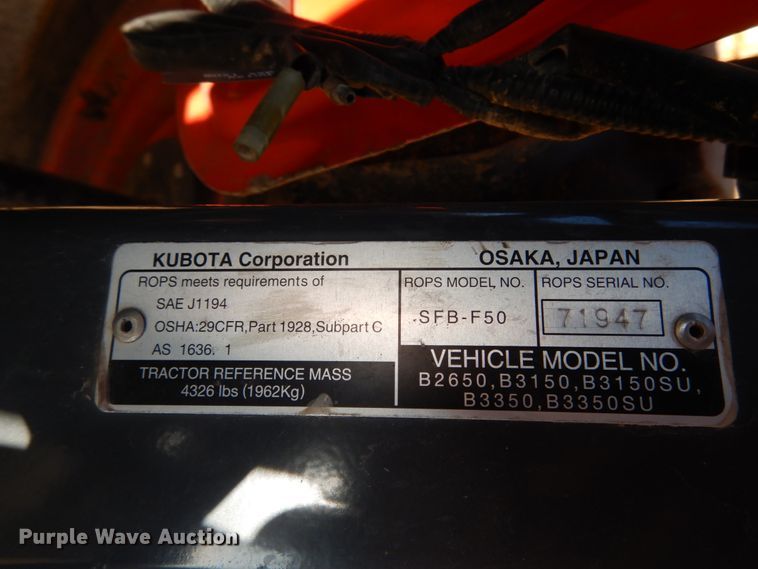 KUBOTA Corporation
OSAKA, JAPAN
ROPS meets requirements of
SAE J1194
OSHA:29CFR,Part 1928,Subpart C
AS 1636. 1
TRACTOR REFERENCE MASS
4326 lbs (1962Kg)
ROPS MODEL NO.
SFB-F50
ROPS SERIAL NO.
71947
VEHICLE MODEL NO.
B2650,B3150,B3150SU,
B3350,B3350SU
Purple Wave Auction